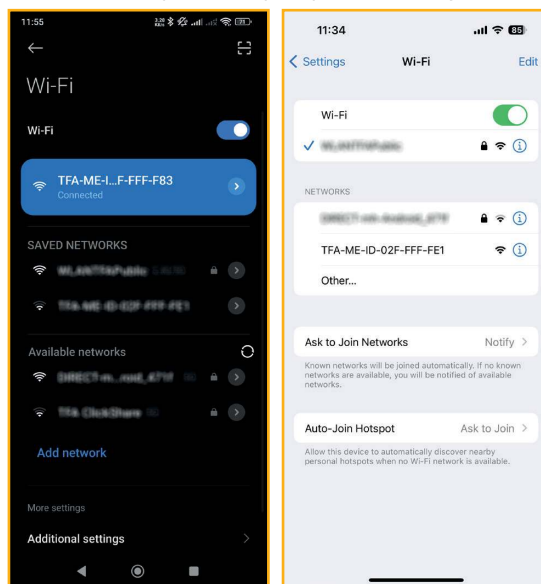 11:55
3.20
KB/s
Wi-Fi
Wi-Fi
TFA-ME-I...F-FFF-F83
Connected
SAVED NETWORKS
Available networks
Add network
More settings
Additional settings
11:34
85
Settings
Wi-Fi
Edit
Wi-Fi
NETWORKS
TFA-ME-ID-02F-FFF-FE1
Other...
Ask to Join Networks
Notify
Known networks will be joined automatically. If no known
networks are available, you will be notified of available
networks.
Auto-Join Hotspot
Ask to Join
Allow this device to automatically discover nearby
personal hotspots when no Wi-Fi network is available.